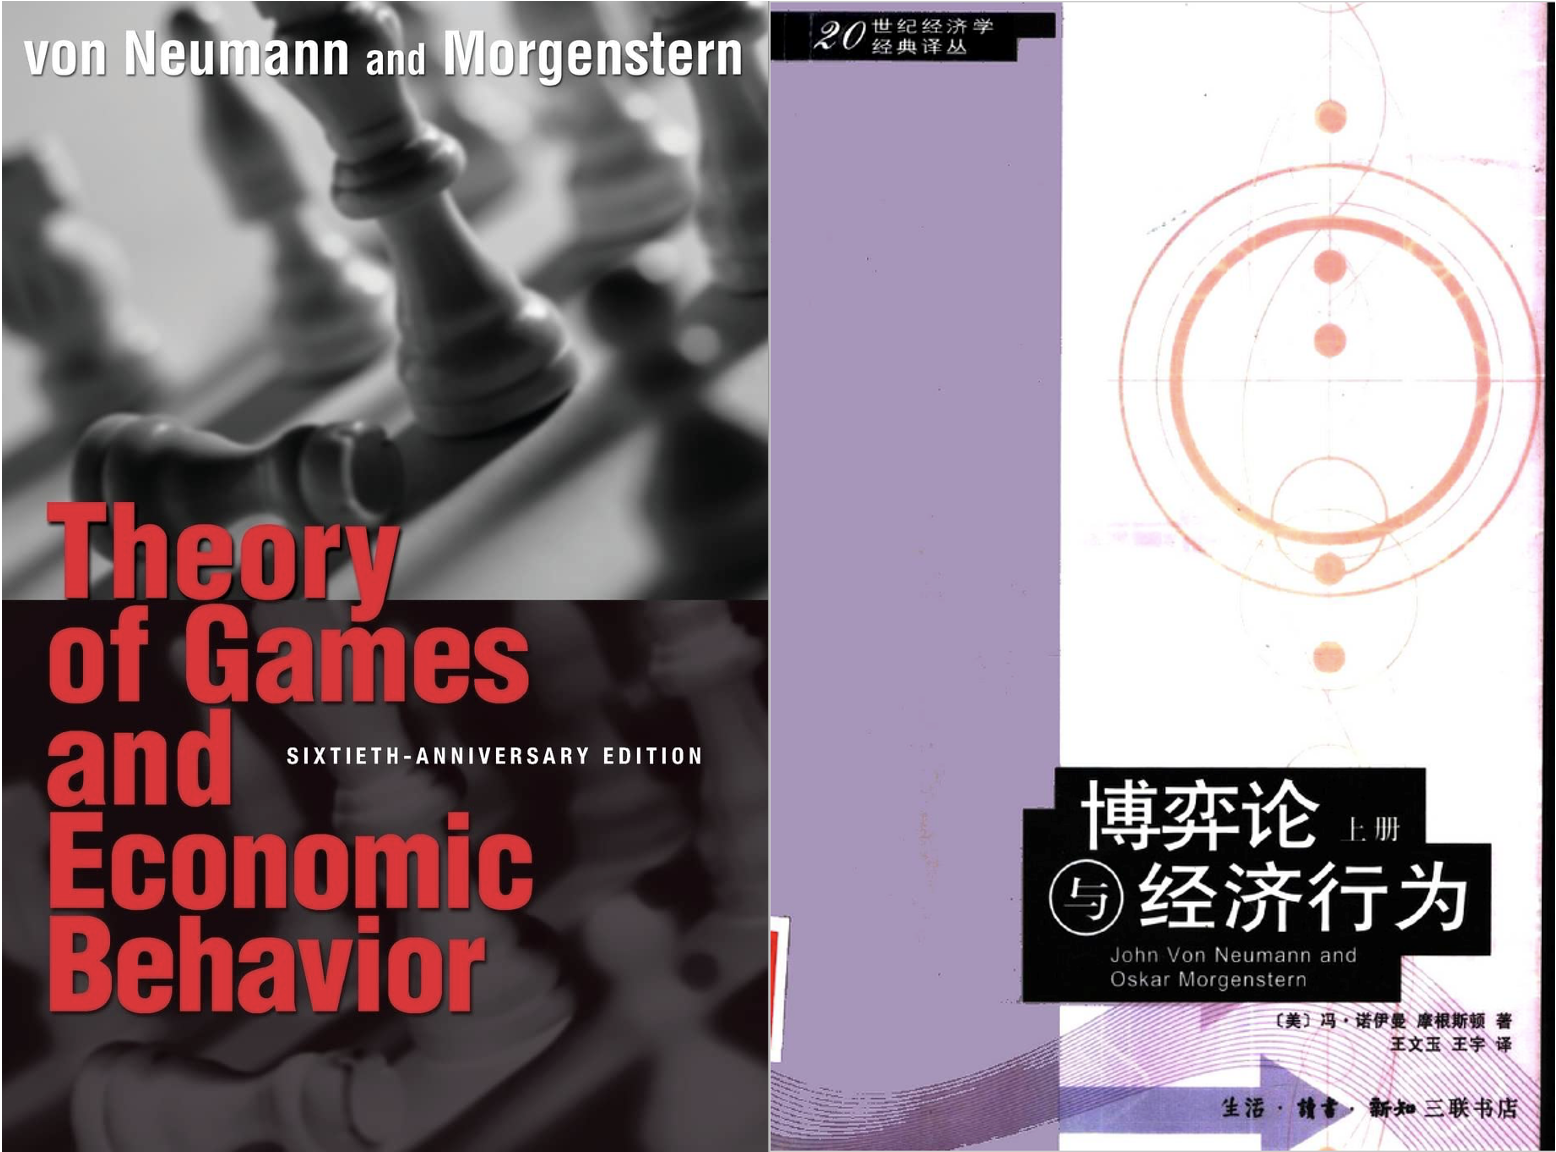 von Neumann and Morgenstern
Theory
of Games
and
SIXTIETH-ANNIVERSARY EDITION
Economic
Behavior
20 世纪经济学
经典译丛
博弈论 上册
与 经济行为
John Von Neumann and
Oskar Morgenstern
〔美〕冯·诺伊曼 摩根斯顿 著
王文玉 王宇 译
生活·讀書·新知三联书店